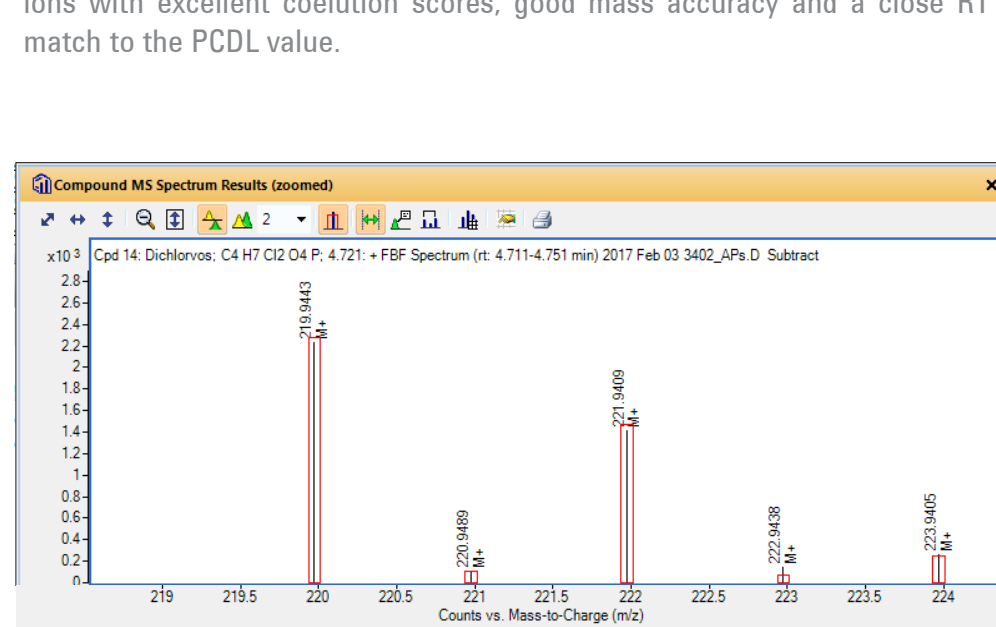 ions with excellent coelution scores, good mass accuracy and a close RT
match to the PCDL value.
Compound MS Spectrum Results (zoomed)
2
x10 3
Cpd 14: Dichlorvos; C4 H7 Cl2 O4 P; 4.721: + FBF Spectrum (rt: 4.711-4.751 min) 2017 Feb 03 3402_APs.D Subtract
2.8
2.6
2.4
2.2
2
1.8
1.6
1.4
1.2
1
0.8
0.6
0.4
0.2
0
219.9443
M+
220.9489
M+
221.9409
M+
222.9438
M+
223.9405
M+
219 219.5 220 220.5 221 221.5 222 222.5 223 223.5 224
Counts vs. Mass-to-Charge (m/z)